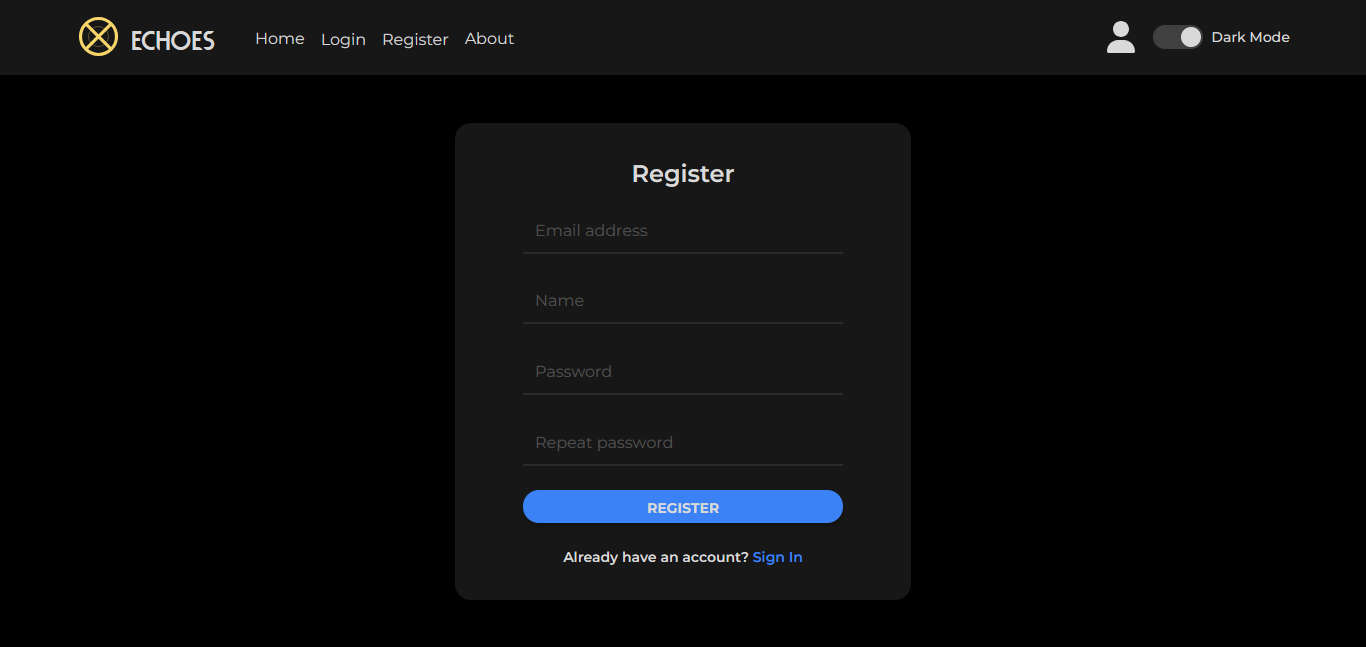 ECHOES Home Login Register About Dark Mode
Register
Email address
Name
Password
Repeat password
REGISTER
Already have an account? Sign In